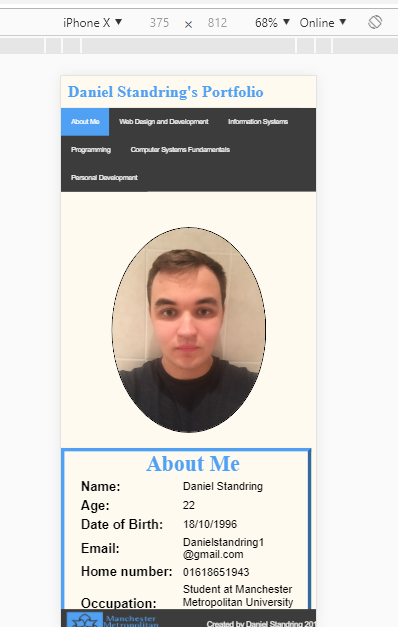 iPhone X ▼ 375 × 812 68% ▼ Online ▼
Daniel Standring's Portfolio
About Me Web Design and Development Information Systems
Programming Computer Systems Fundamentals
Personal Development
About Me
Name: Daniel Standring
Age: 22
Date of Birth: 18/10/1996
Email: Danielstandring1
@gmail.com
Home number: 01618651943
Occupation: Student at Manchester
Metropolitan University
Manchester
Metropolitan
Created by Daniel Standring 201